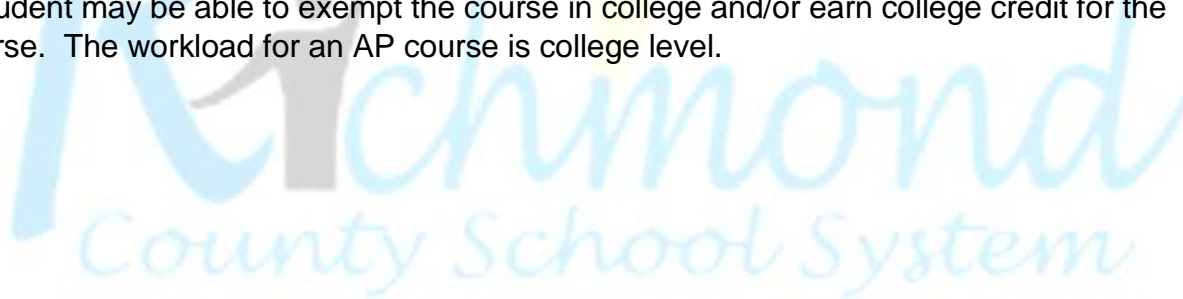 udent may be able to exempt the course in college and/or earn college credit for the
rse.  The workload for an AP course is college level.
Richmond
County School System